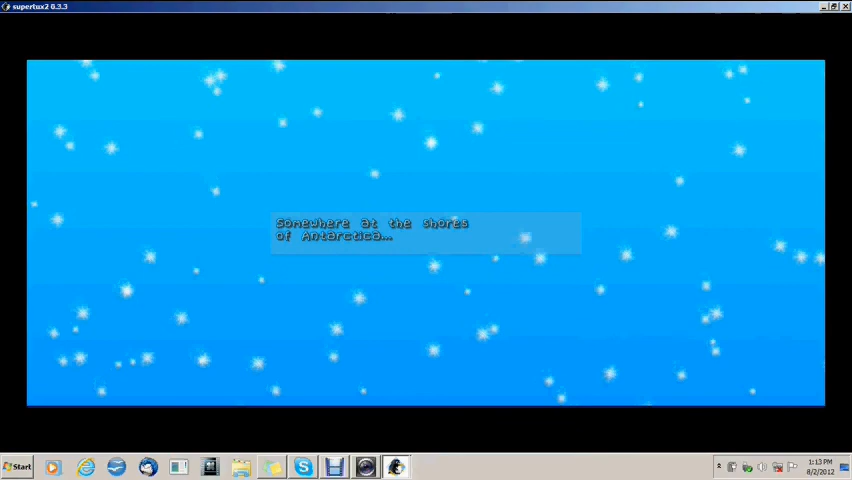 supertux2 0.3.3
Somewhere at the shores
of Antarctica...
Start
1:13 PM
8/2/2012